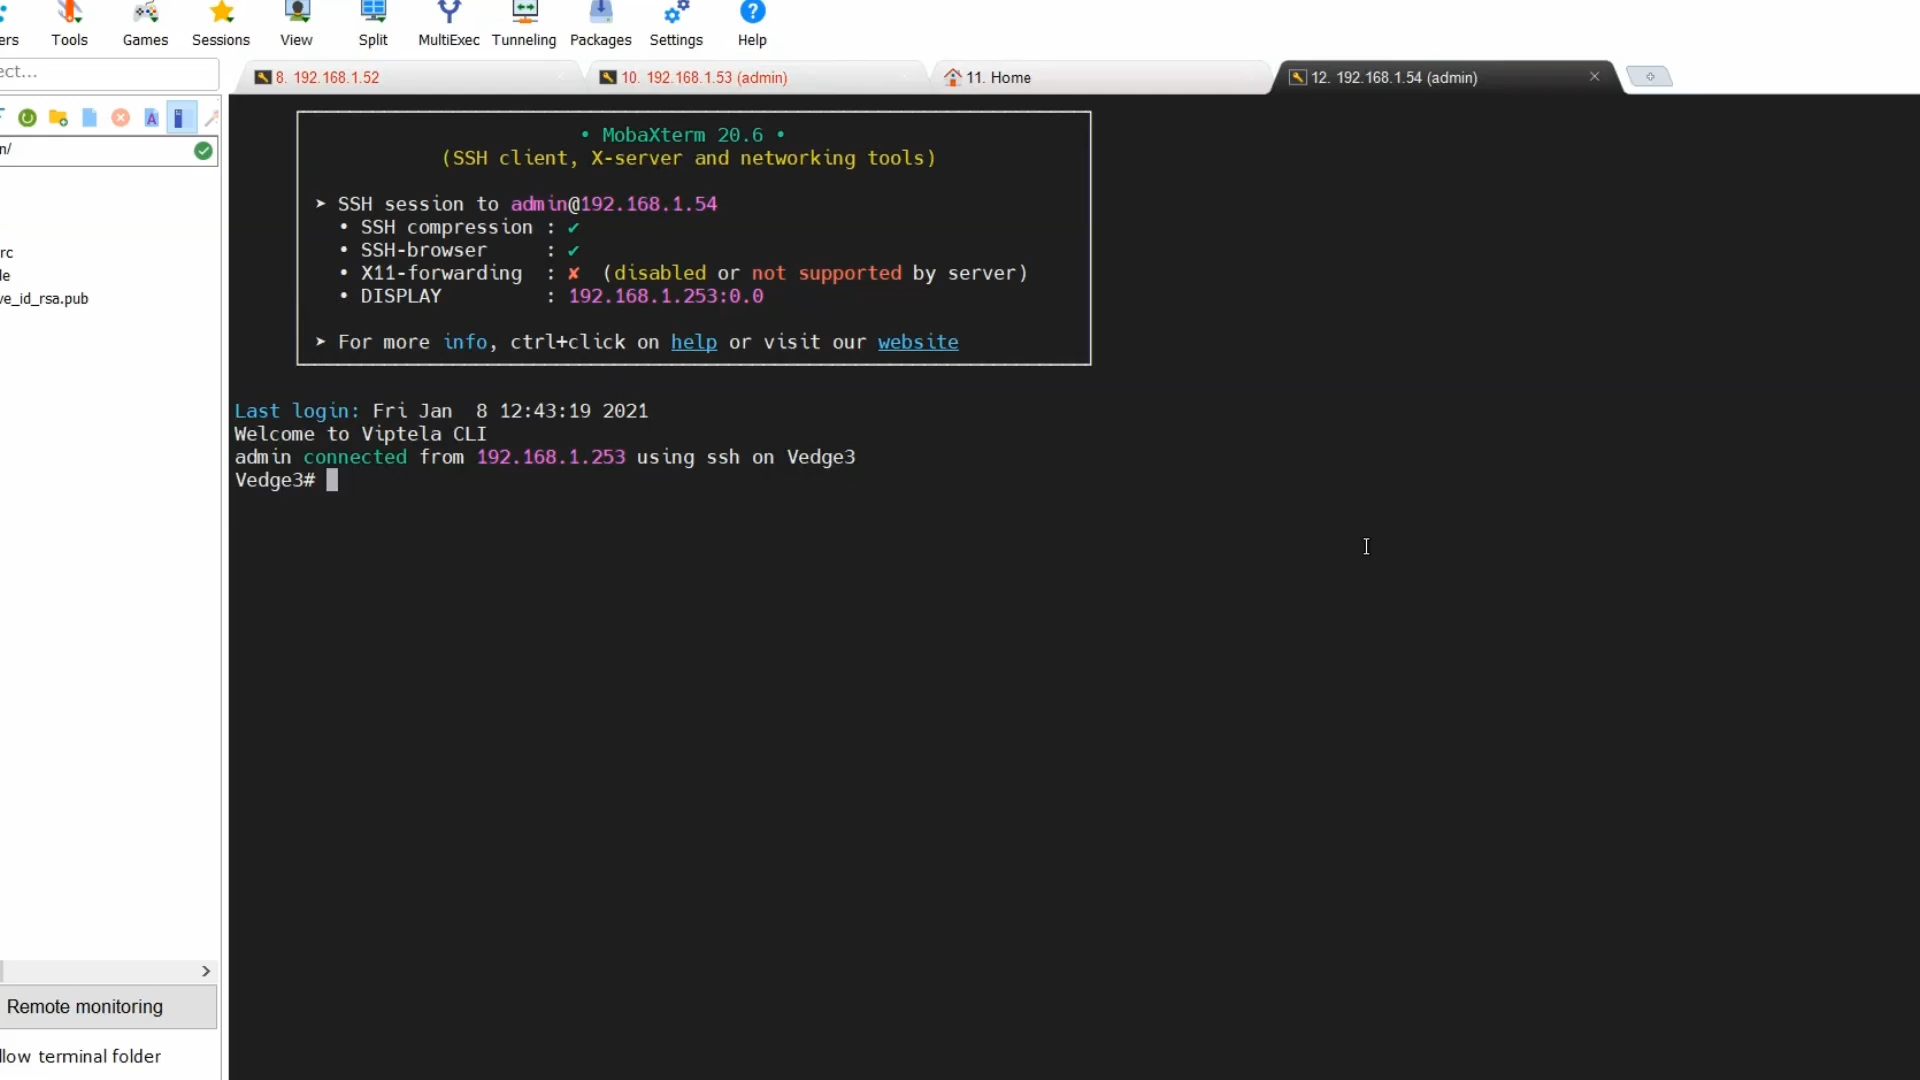 ers Tools Games Sessions View Split MultiExec Tunneling Packages Settings Help
ect...
8. 192.168.1.52
10. 192.168.1.53 (admin)
11. Home
12. 192.168.1.54 (admin)
n/
rc
le
ve_id_rsa.pub
• MobaXterm 20.6 •
(SSH client, X-server and networking tools)
➤ SSH session to admin@192.168.1.54
• SSH compression : ✔
• SSH-browser : ✔
• X11-forwarding : ✘ (disabled or not supported by server)
• DISPLAY : 192.168.1.253:0.0
➤ For more info, ctrl+click on help or visit our website
Last login: Fri Jan 8 12:43:19 2021
Welcome to Viptela CLI
admin connected from 192.168.1.253 using ssh on Vedge3
Vedge3#
Remote monitoring
llow terminal folder